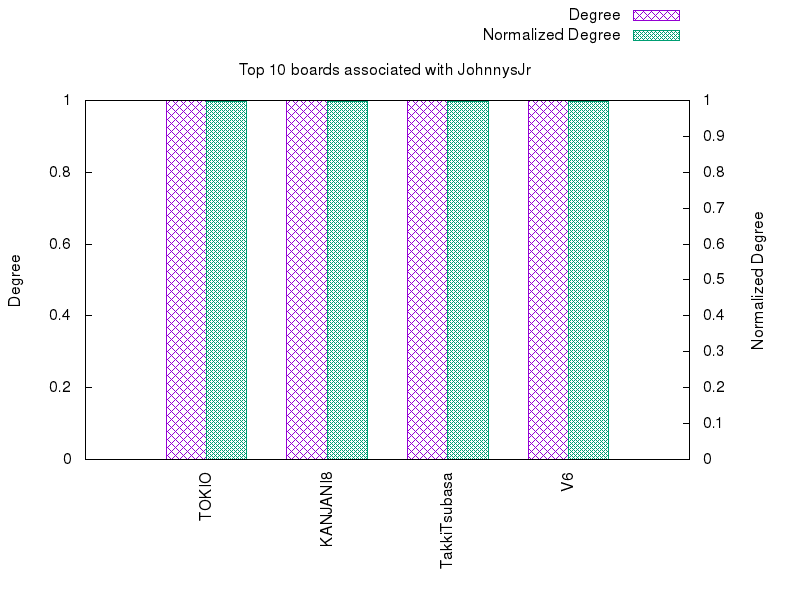 Degree
Normalized Degree
Top 10 boards associated with JohnnysJr
1
0.8
0.6
0.4
0.2
0
Degree
1
0.9
0.8
0.7
0.6
0.5
0.4
0.3
0.2
0.1
0
Normalized Degree
TOKIO
KANJANI8
TakkiTsubasa
V6